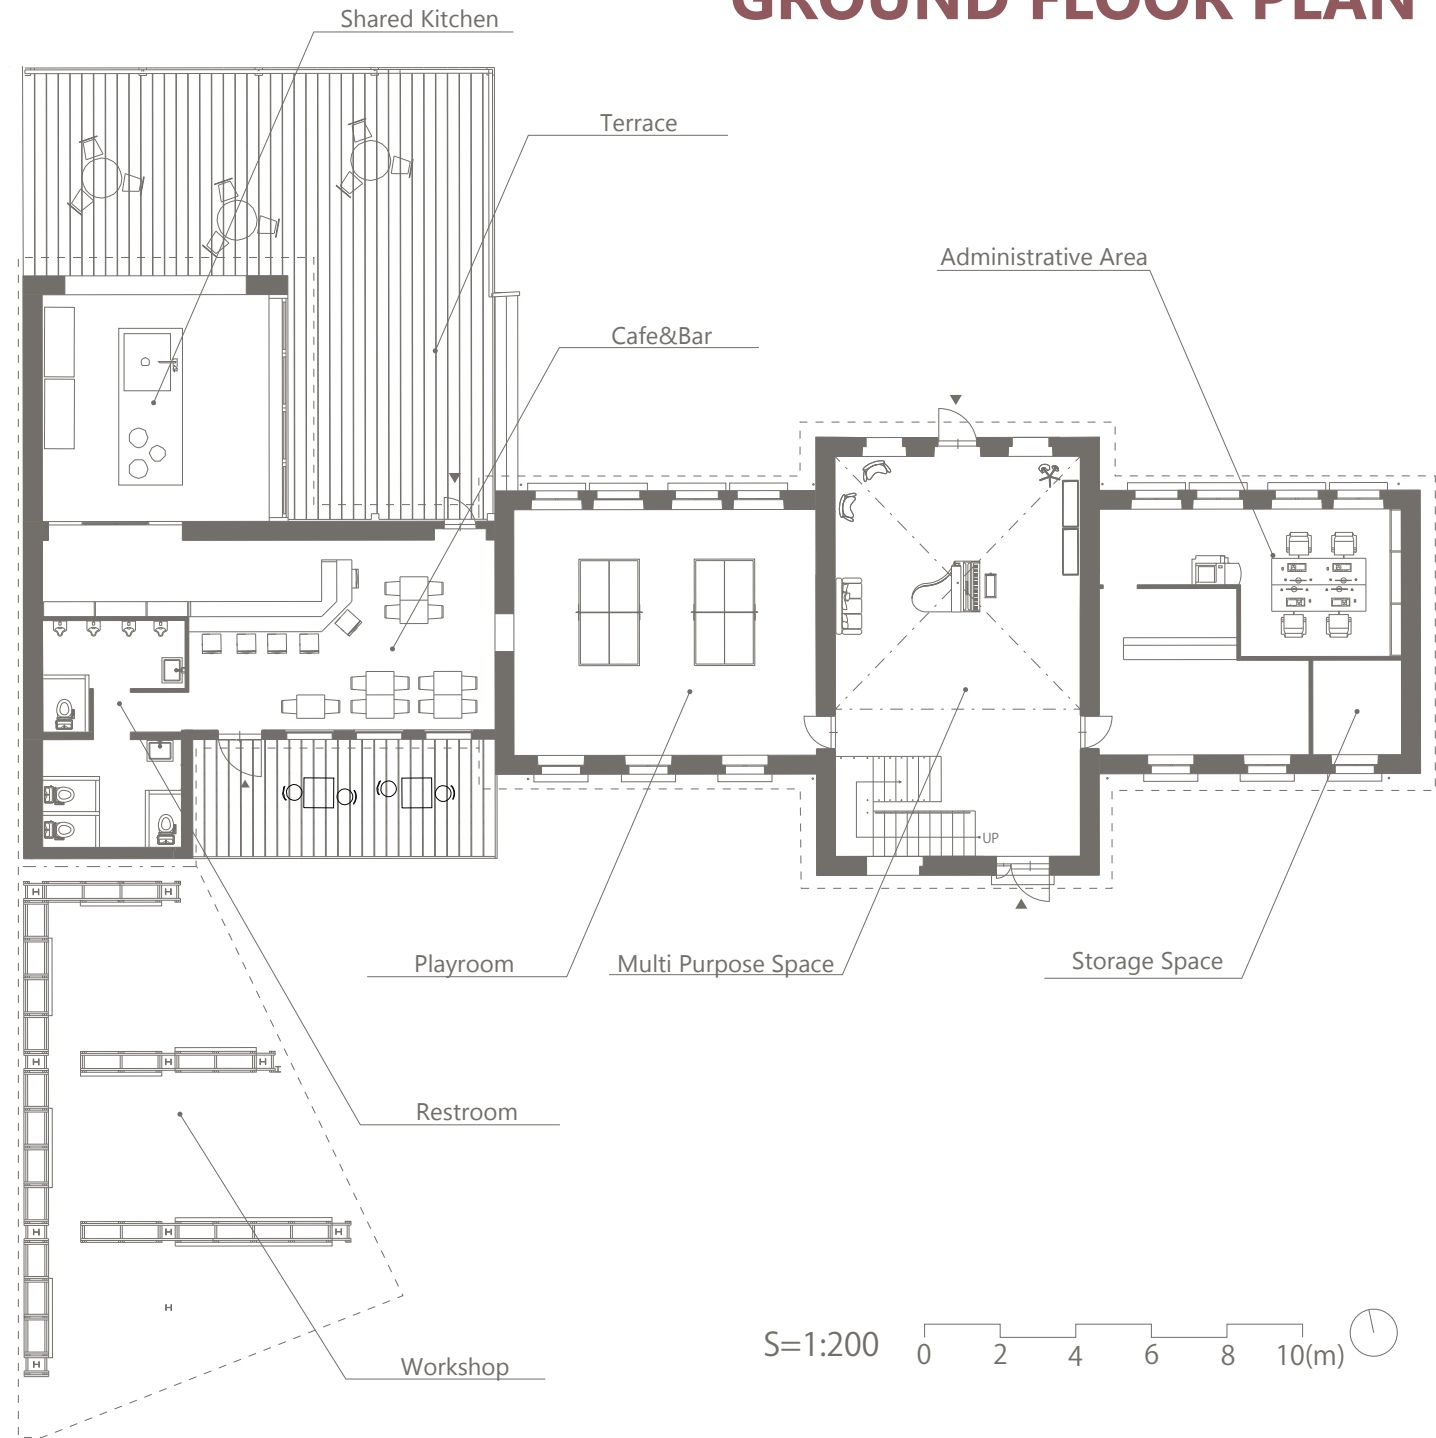 GROUND FLOOR PLAN
Shared Kitchen
Terrace
Administrative Area
Cafe&Bar
UP
Playroom
Multi Purpose Space
Storage Space
Restroom
Workshop
S=1:200
0 2 4 6 8 10(m)
H H
H H H
H H H
H
H